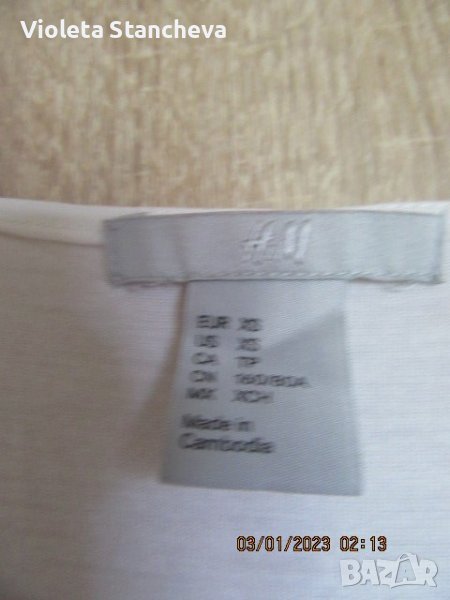 Violeta Stancheva
H&M
EUR XS
US XS
CA TP
CN 160/80A
MX XCH
Made in
Cambodia
03/01/2023 02:13
BAZAR